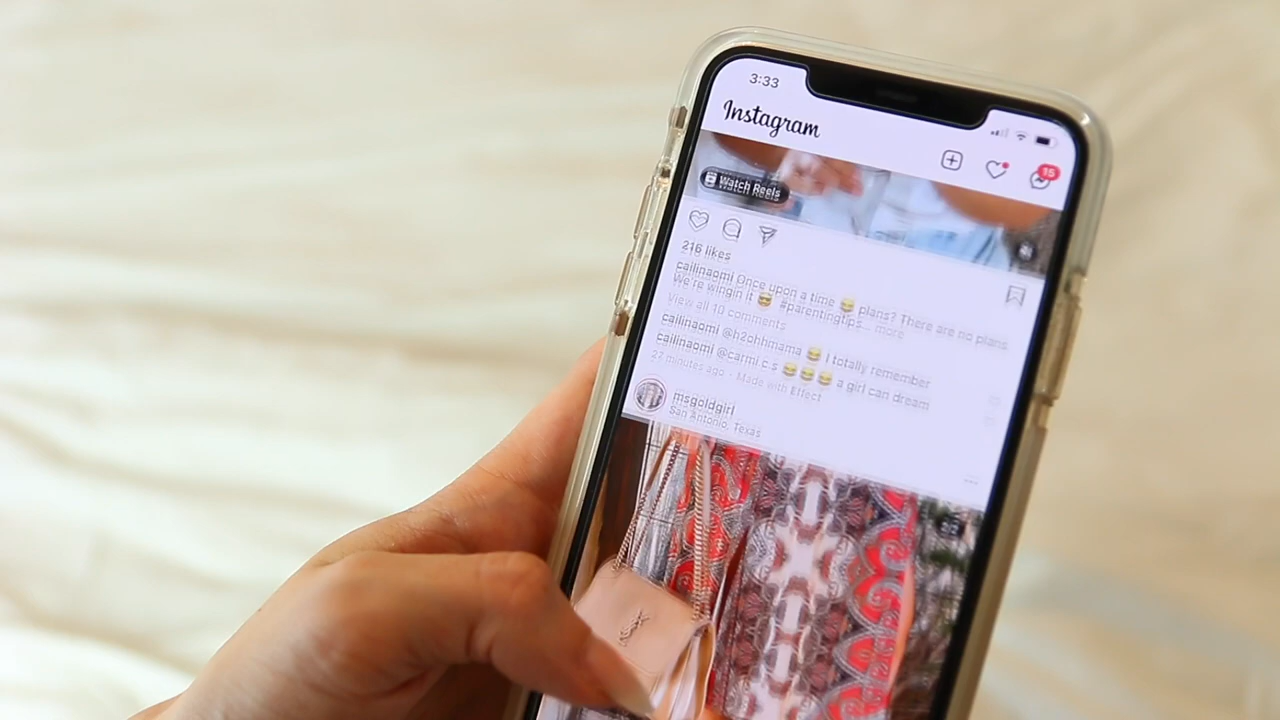 3:33
Instagram
15
Watch Reels
216 likes
cailinaomi Once upon a time 😅 plans? There are no plans
We're wingin it 😅 #parentingtips... more
View all 10 comments
cailinaomi @h2ohhmama 😅 I totally remember
cailinaomi @carmi.c.s 😅😅😅 a girl can dream
27 minutes ago · Made with Effect
msgoldgirl
San Antonio, Texas